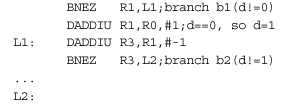 BNEZ R1,L1;branch b1(d!=0)
DADDIU R1,R0,#1;d==0, so d=1
L1: DADDIU R3,R1,#-1
BNEZ R3,L2;branch b2(d!=1)
...
L2: